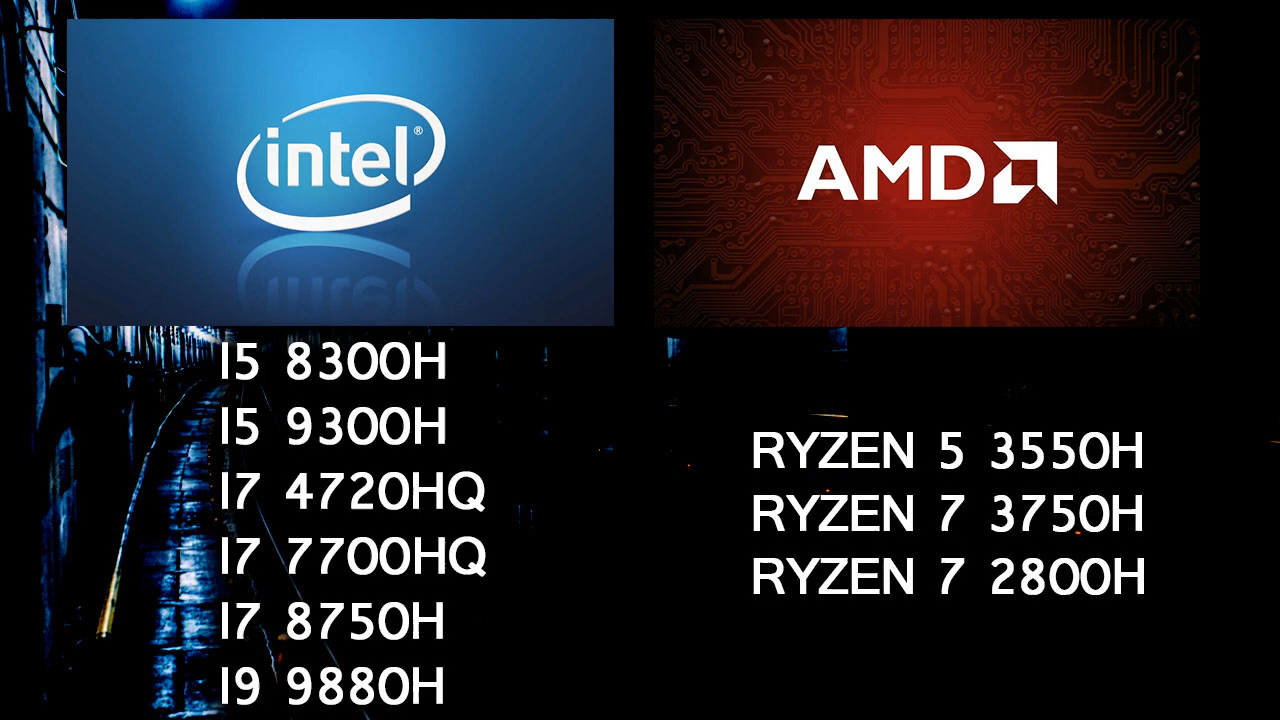 intel®
AMD
I5 8300H
I5 9300H
I7 4720HQ
I7 7700HQ
I7 8750H
I9 9880H
RYZEN 5 3550H
RYZEN 7 3750H
RYZEN 7 2800H